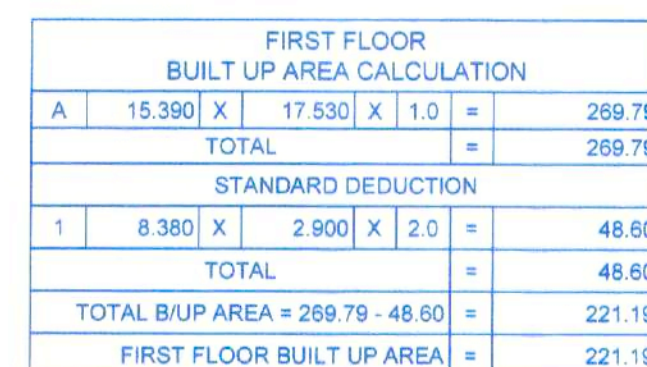 FIRST FLOOR
BUILT UP AREA CALCULATION
A 15.390 X 17.530 X 1.0 = 269.79
TOTAL = 269.79
STANDARD DEDUCTION
1 8.380 X 2.900 X 2.0 = 48.60
TOTAL = 48.60
TOTAL B/UP AREA = 269.79 - 48.60 = 221.19
FIRST FLOOR BUILT UP AREA = 221.19